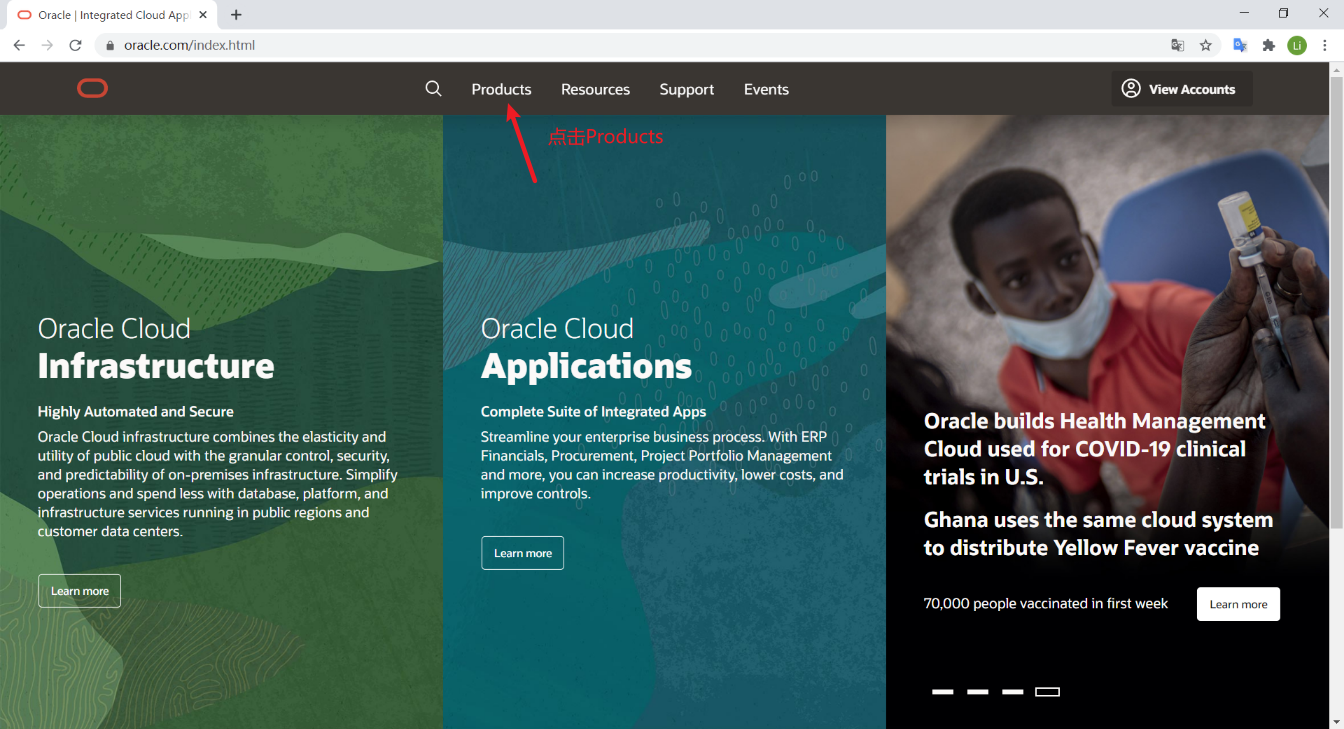 Oracle | Integrated Cloud App
oracle.com/index.html
Li
Products
Resources
Support
Events
View Accounts
点击Products
Oracle Cloud
Infrastructure
Highly Automated and Secure
Oracle Cloud infrastructure combines the elasticity and
utility of public cloud with the granular control, security,
and predictability of on-premises infrastructure. Simplify
operations and spend less with database, platform, and
infrastructure services running in public regions and
customer data centers.
Learn more
Oracle Cloud
Applications
Complete Suite of Integrated Apps
Streamline your enterprise business process. With ERP
Financials, Procurement, Project Portfolio Management
and more, you can increase productivity, lower costs, and
improve controls.
Learn more
Oracle builds Health Management
Cloud used for COVID-19 clinical
trials in U.S.
Ghana uses the same cloud system
to distribute Yellow Fever vaccine
70,000 people vaccinated in first week
Learn more